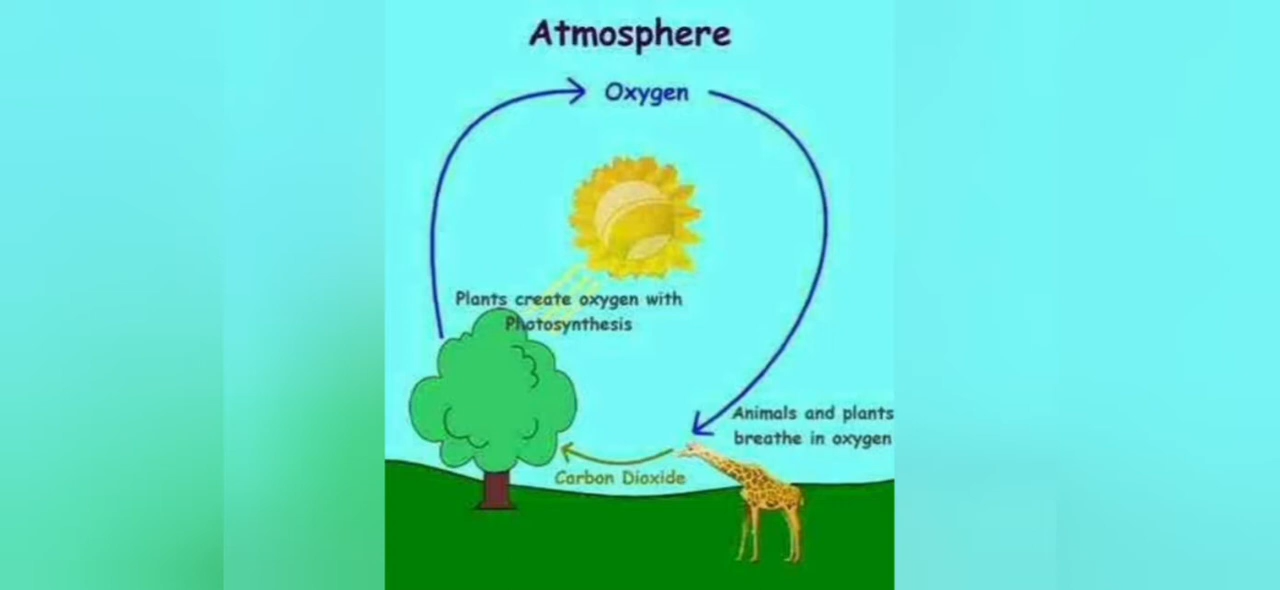 Atmosphere
Oxygen
Plants create oxygen with
Photosynthesis
Animals and plants
breathe in oxygen
Carbon Dioxide